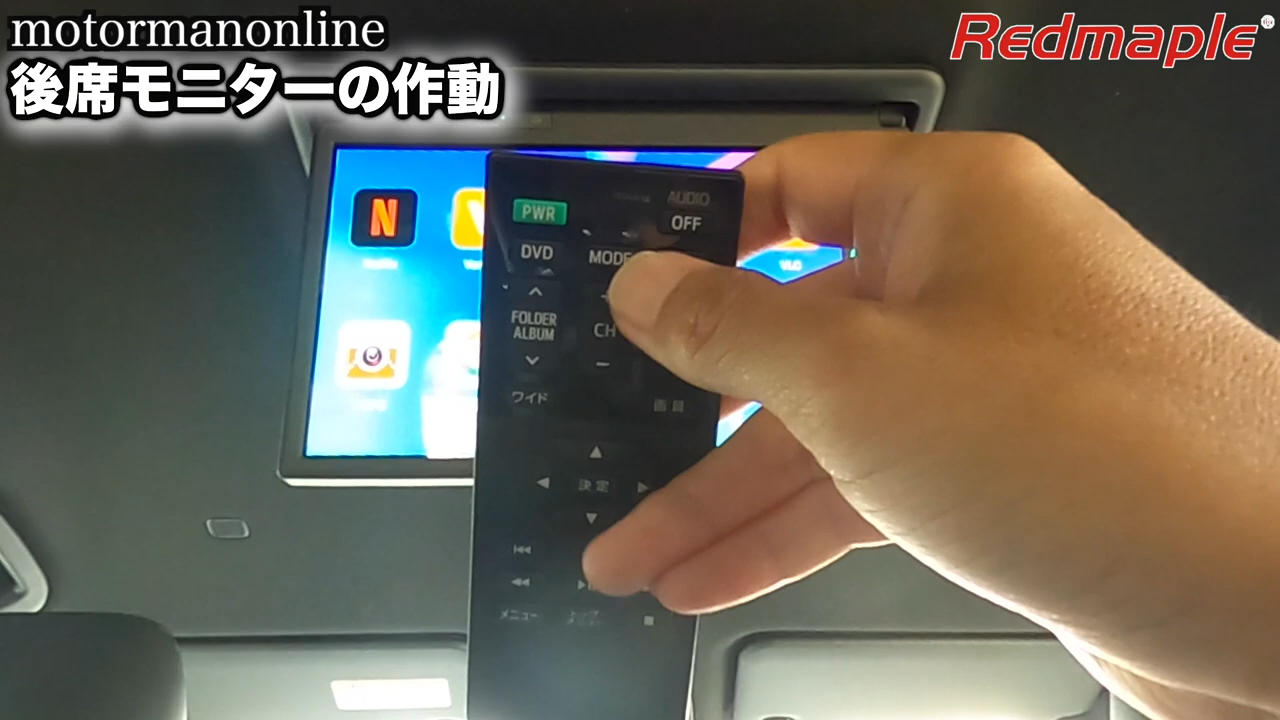 motormanonline
Redmaple
後席モニターの作動
N
PWR
AUDIO
OFF
DVD
MODE
FOLDER
ALBUM
CH
ワイド
画質
決定
メニュー
VLC